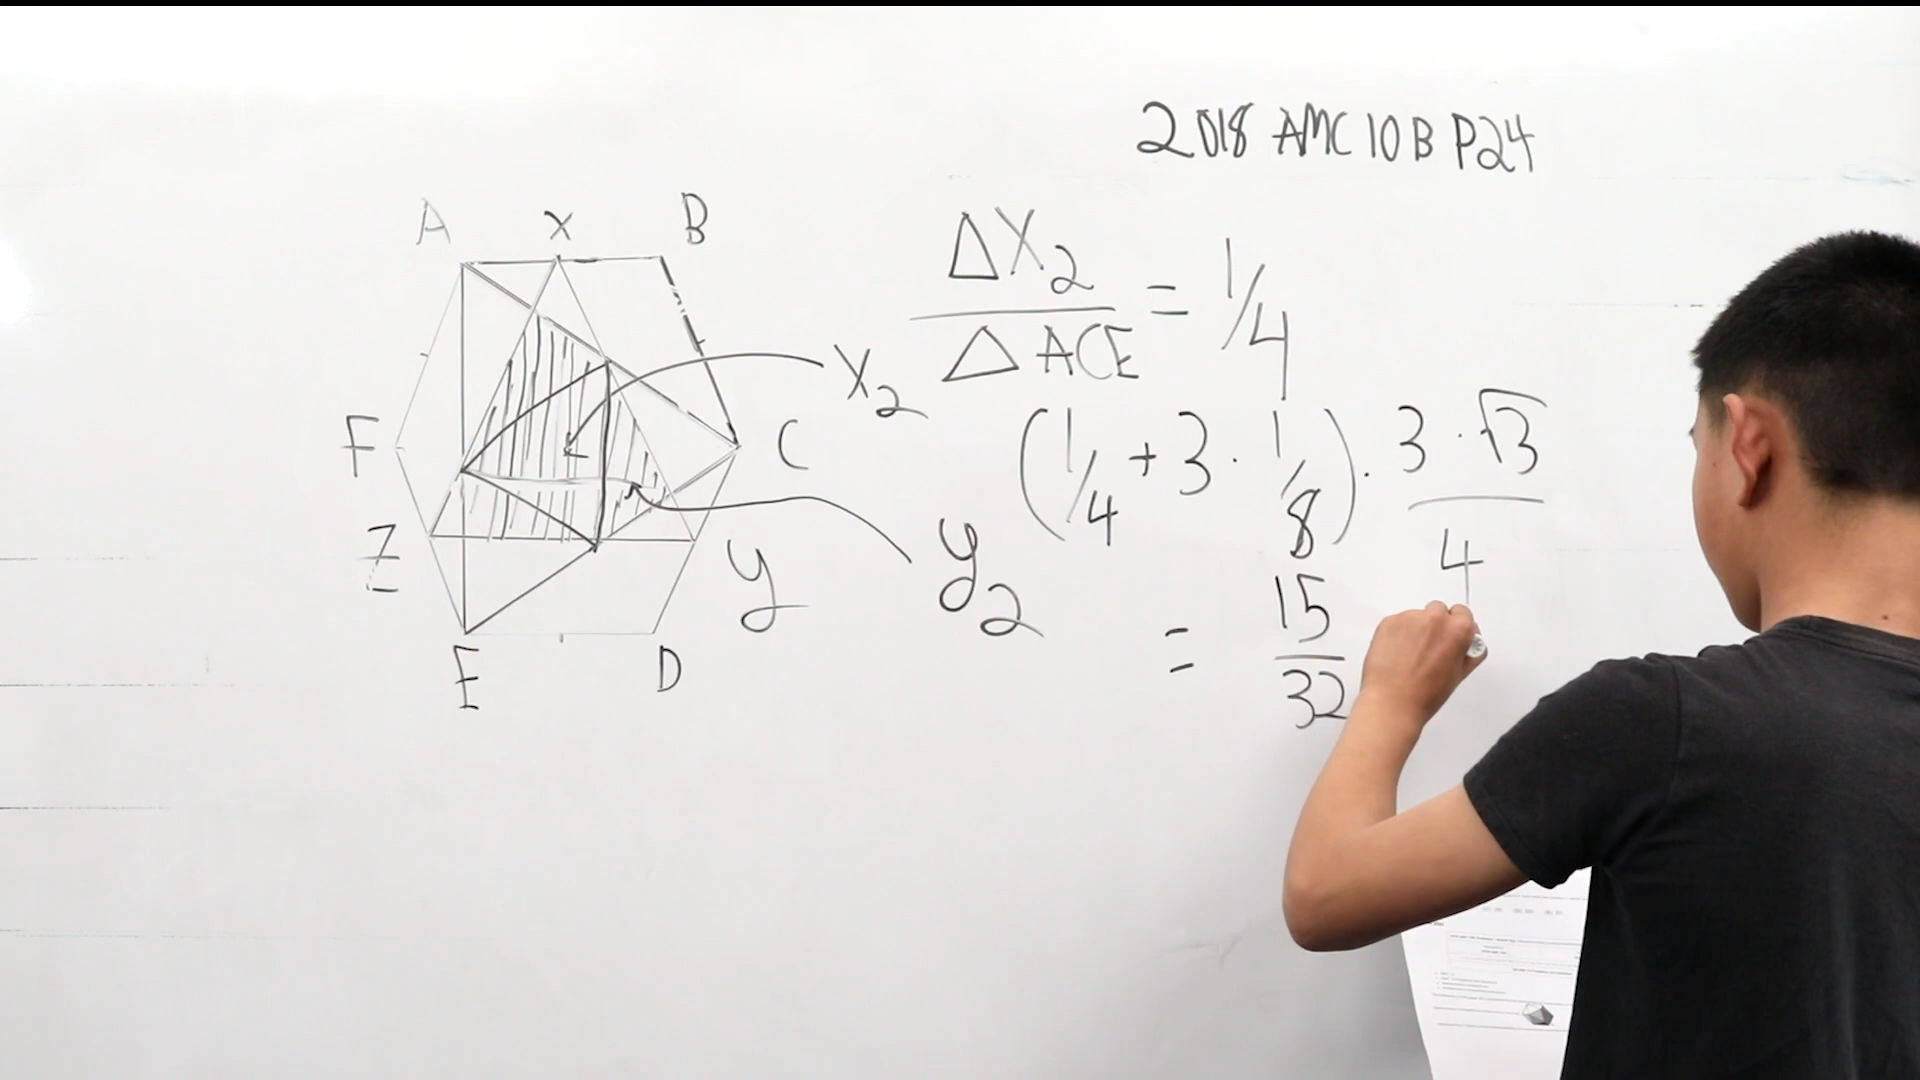 2018 AMC 10 B P24
A x B
ΔX₂
= 1/4
Δ ACE
X₂
F C
(1/4 + 3 · 1/8) · 3 · √3
4
Z y y₂
= 15
32
E D